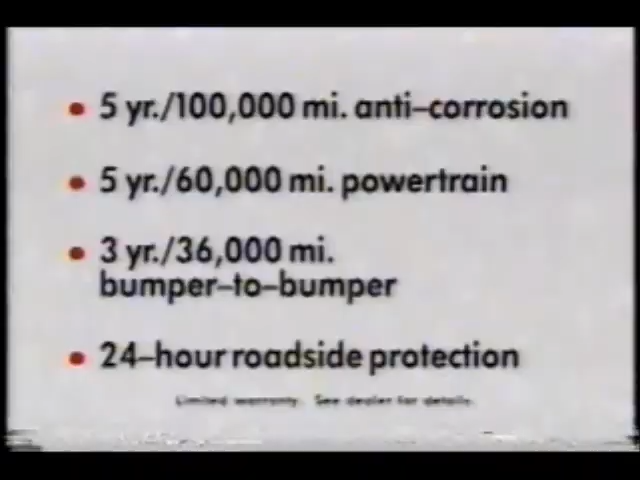 • 5 yr./100,000 mi. anti–corrosion
• 5 yr./60,000 mi. powertrain
• 3 yr./36,000 mi.
bumper–to–bumper
• 24–hour roadside protection
Limited warranty. See dealer for details.